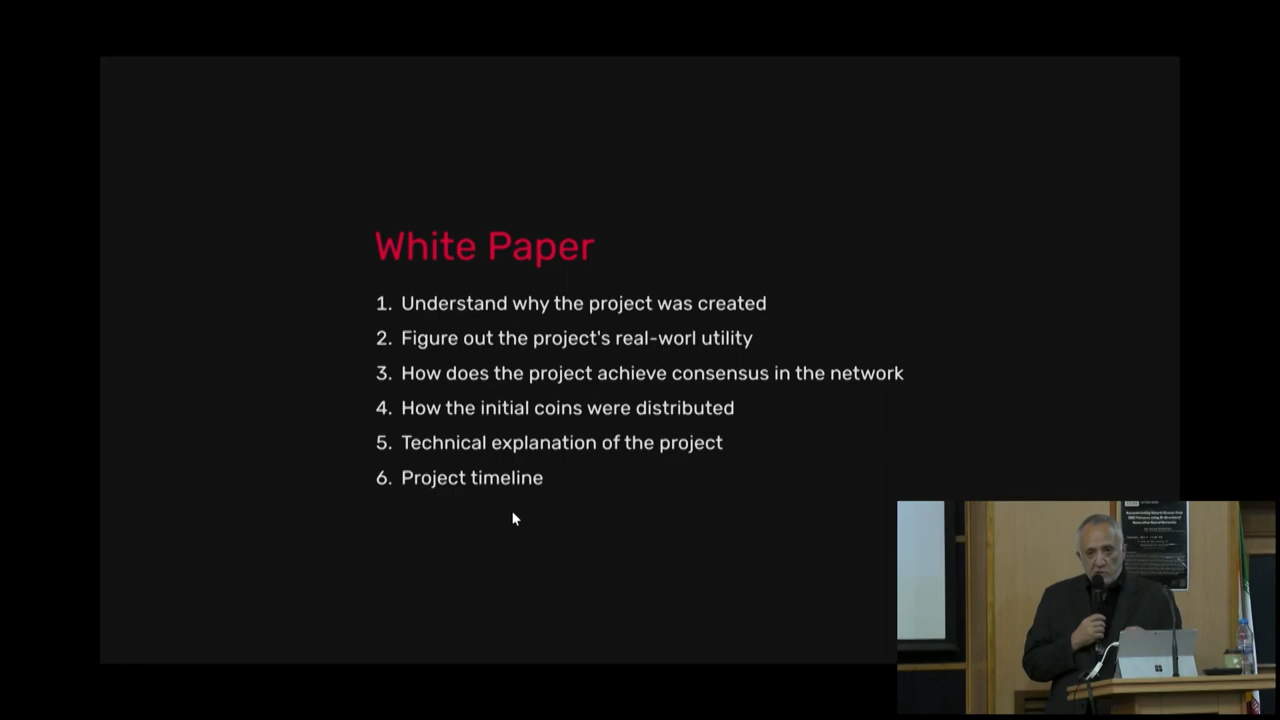 White Paper
1. Understand why the project was created
2. Figure out the project's real-worl utility
3. How does the project achieve consensus in the network
4. How the initial coins were distributed
5. Technical explanation of the project
6. Project timeline